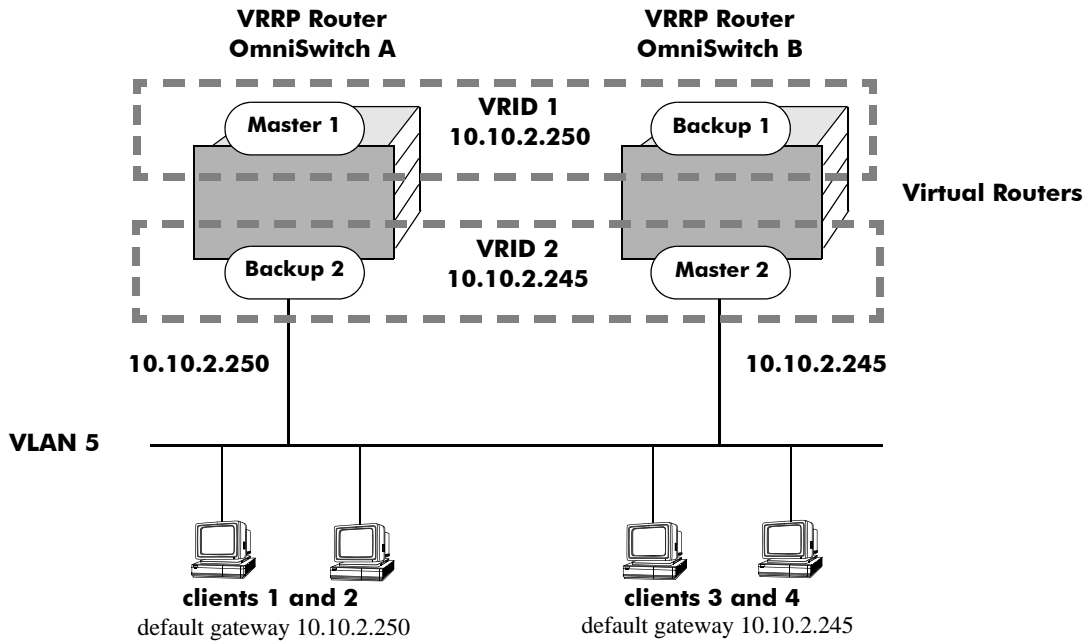 VRRP Router
OmniSwitch A
VRRP Router
OmniSwitch B
Master 1
VRID 1
10.10.2.250
Backup 1
Virtual Routers
Backup 2
VRID 2
10.10.2.245
Master 2
10.10.2.250
10.10.2.245
VLAN 5
clients 1 and 2
default gateway 10.10.2.250
clients 3 and 4
default gateway 10.10.2.245